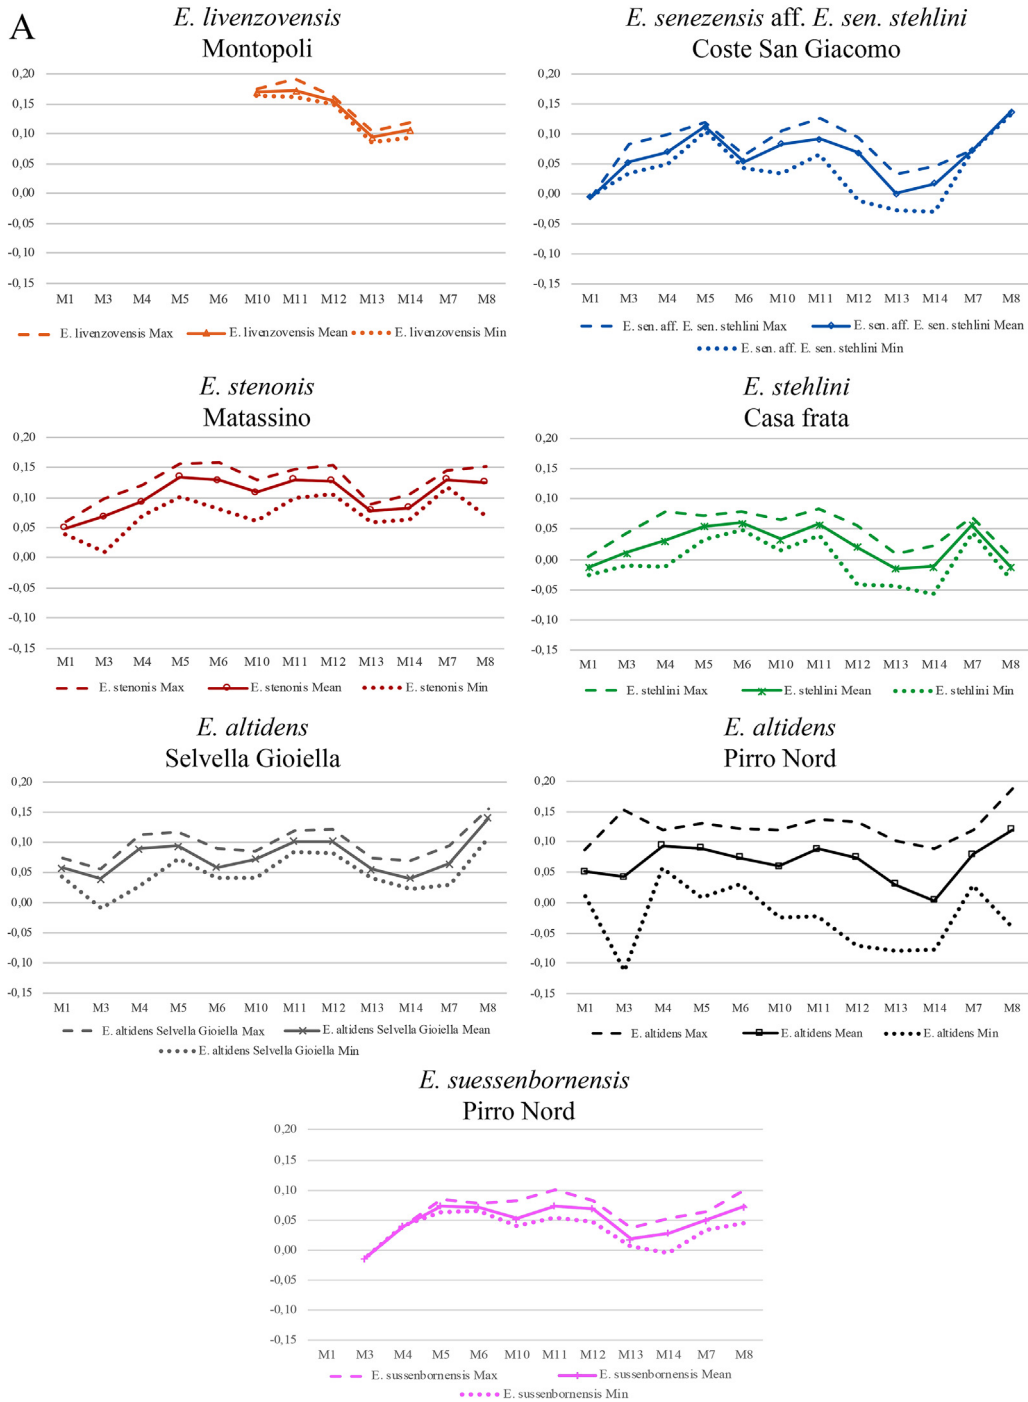 A
E. livenzovensis
Montopoli
0,20
0,15
0,10
0,05
0,00
-0,05
-0,10
-0,15
M1 M3 M4 M5 M6 M10 M11 M12 M13 M14 M7 M8
E. livenzovensis Max E. livenzovensis Mean E. livenzovensis Min
E. senezensis aff. E. sen. stehlini
Coste San Giacomo
0,20
0,15
0,10
0,05
0,00
-0,05
-0,10
-0,15
M1 M3 M4 M5 M6 M10 M11 M12 M13 M14 M7 M8
E. sen. aff. E. sen. stehlini Max E. sen. aff. E. sen. stehlini Mean
E. sen. aff. E. sen. stehlini Min
E. stenonis
Matassino
0,20
0,15
0,10
0,05
0,00
-0,05
-0,10
-0,15
M1 M3 M4 M5 M6 M10 M11 M12 M13 M14 M7 M8
E. stenonis Max E. stenonis Mean E. stenonis Min
E. stehlini
Casa frata
0,20
0,15
0,10
0,05
0,00
-0,05
-0,10
-0,15
M1 M3 M4 M5 M6 M10 M11 M12 M13 M14 M7 M8
E. stehlini Max E. stehlini Mean E. stehlini Min
E. altidens
Selvella Gioiella
0,20
0,15
0,10
0,05
0,00
-0,05
-0,10
-0,15
M1 M3 M4 M5 M6 M10 M11 M12 M13 M14 M7 M8
E. altidens Selvella Gioiella Max E. altidens Selvella Gioiella Mean
E. altidens Selvella Gioiella Min
E. altidens
Pirro Nord
0,20
0,15
0,10
0,05
0,00
-0,05
-0,10
-0,15
M1 M3 M4 M5 M6 M10 M11 M12 M13 M14 M7 M8
E. altidens Max E. altidens Mean E. altidens Min
E. suessenbornensis
Pirro Nord
0,20
0,15
0,10
0,05
0,00
-0,05
-0,10
-0,15
M1 M3 M4 M5 M6 M10 M11 M12 M13 M14 M7 M8
E. sussenbornensis Max E. sussenbornensis Mean
E. sussenbornensis Min